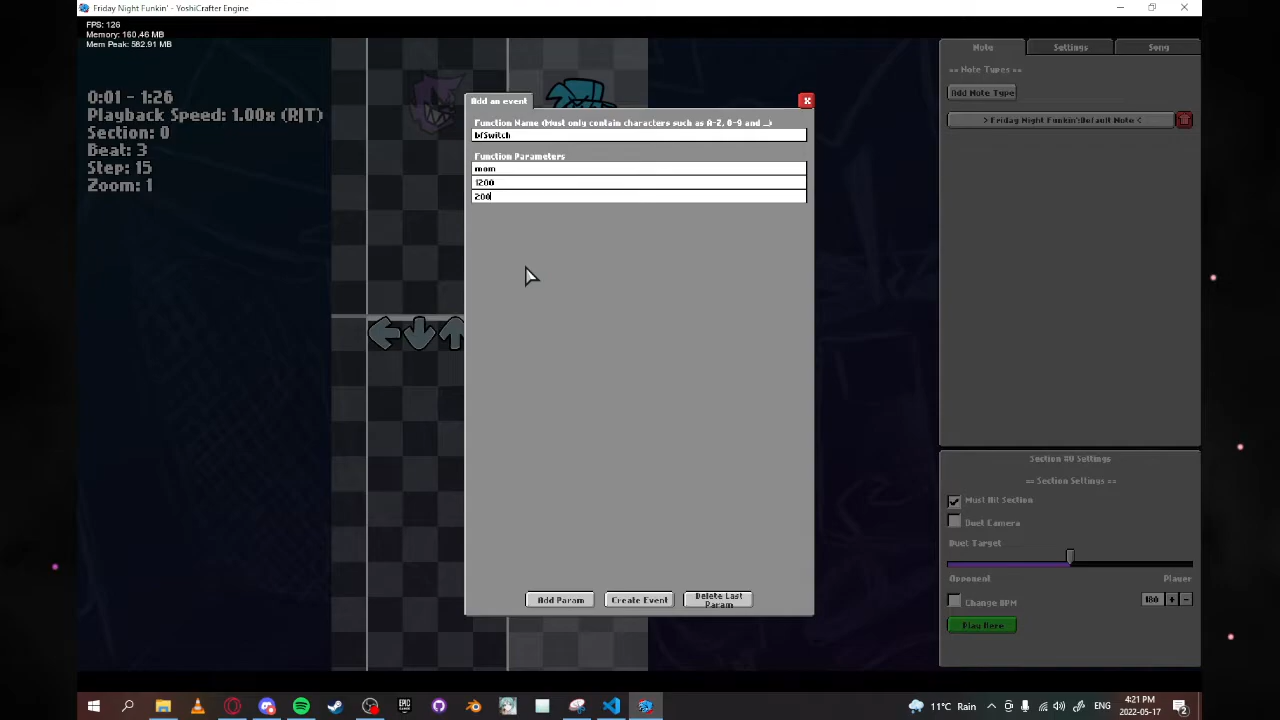 Friday Night Funkin' - YoshiCrafter Engine
FPS: 126
Memory: 160.46 MB
Mem Peak: 582.91 MB
0:01 - 1:26
Playback Speed: 1.00x (R|T)
Section: 0
Beat: 3
Step: 15
Zoom: 1
Add an event
Function Name (Must only contain characters such as A-Z, 0-9 and _.)
bfSwitch
Function Parameters
mom
1200
200
Add Param
Create Event
Delete Last
Param
Note
Settings
Song
== Note Types ==
Add Note Type
> Friday Night Funkin':Default Note <
Section #0 Settings
== Section Settings ==
Must Hit Section
Duet Camera
Duet Target
Opponent
Player
Change BPM
180
+
-
Play Here
EPIC
GAMES
11°C Rain
ENG
4:21 PM
2022-05-17
2